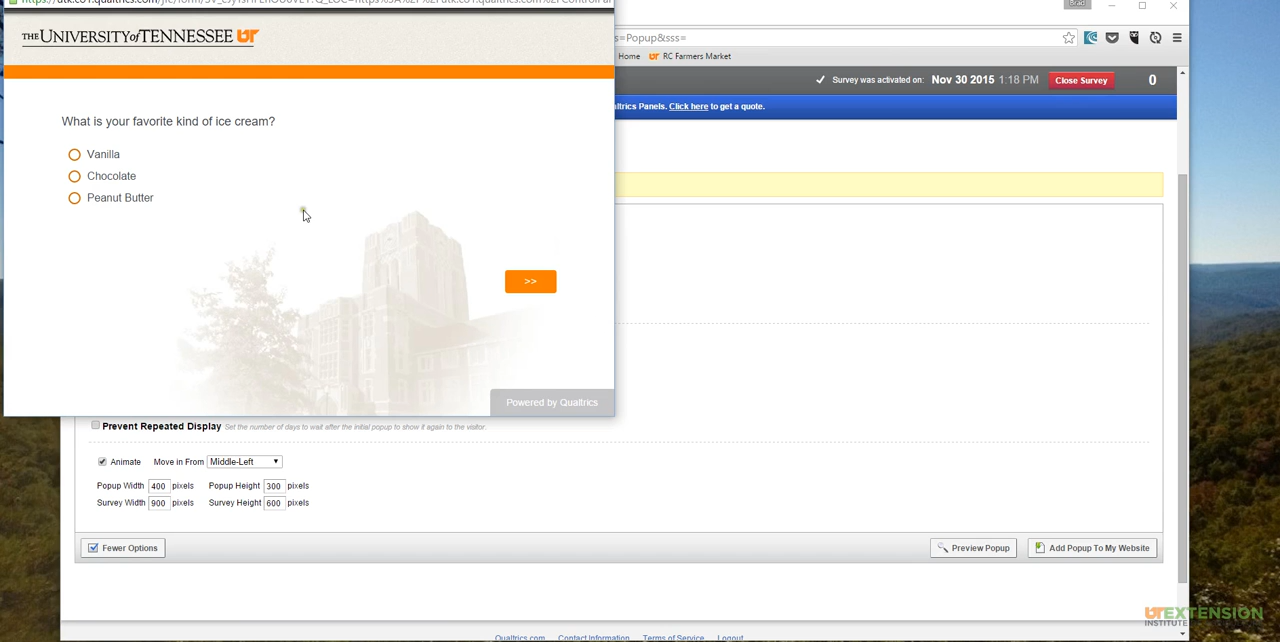 THE UNIVERSITY of TENNESSEE UT
What is your favorite kind of ice cream?
Vanilla
Chocolate
Peanut Butter
>>
Powered by Qualtrics
Brad
s=Popup&sss=
Home UT RC Farmers Market
Survey was activated on: Nov 30 2015 1:18 PM Close Survey 0
ltrics Panels. Click here to get a quote.
Prevent Repeated Display Set the number of days to wait after the initial popup to show it again to the visitor.
Animate Move in From Middle-Left
Popup Width 400 pixels Popup Height 300 pixels
Survey Width 900 pixels Survey Height 600 pixels
Fewer Options Preview Popup Add Popup To My Website
Qualtrics.com Contact Information Terms of Service Logout
UT EXTENSION
INSTITUTE